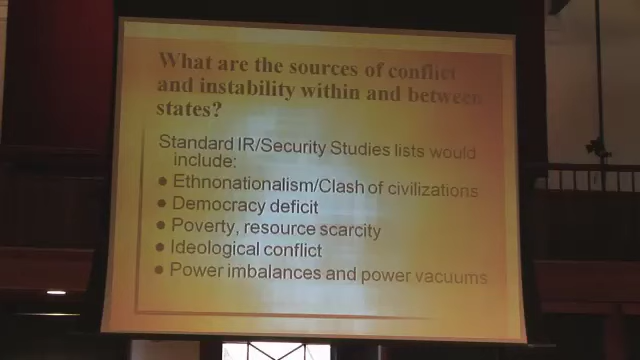 What are the sources of conflict
and instability within and between
states?
Standard IR/Security Studies lists would
include:
• Ethnonationalism/Clash of civilizations
• Democracy deficit
• Poverty, resource scarcity
• Ideological conflict
• Power imbalances and power vacuums